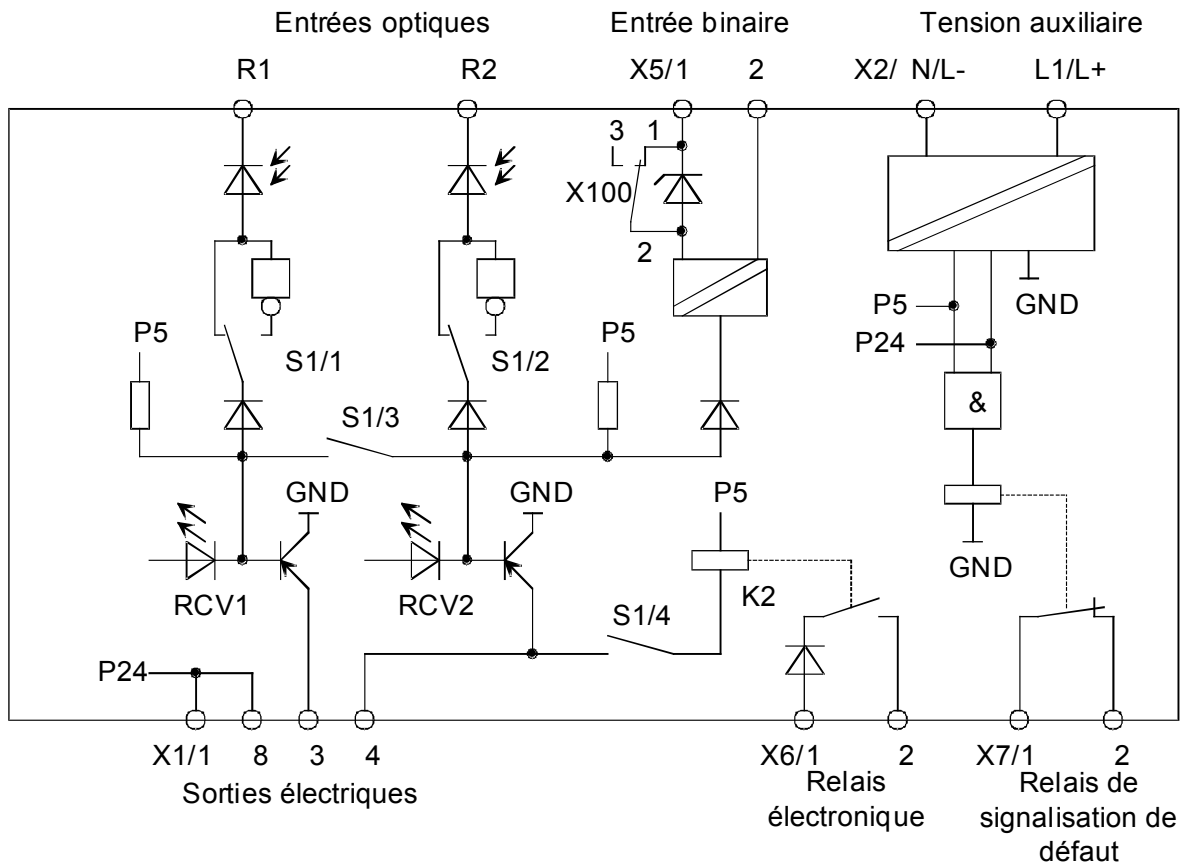 Entrées optiques Entrée binaire Tension auxiliaire
R1 R2 X5/1 2 X2/ N/L- L1/L+
3 1
X100
2
P5 GND
P24
P5 S1/1 S1/2 P5
&
S1/3
GND GND P5
GND
RCV1 RCV2 K2
S1/4
P24
X1/1 8 3 4 X6/1 2 X7/1 2
Sorties électriques
Relais
électronique
Relais de
signalisation de
défaut